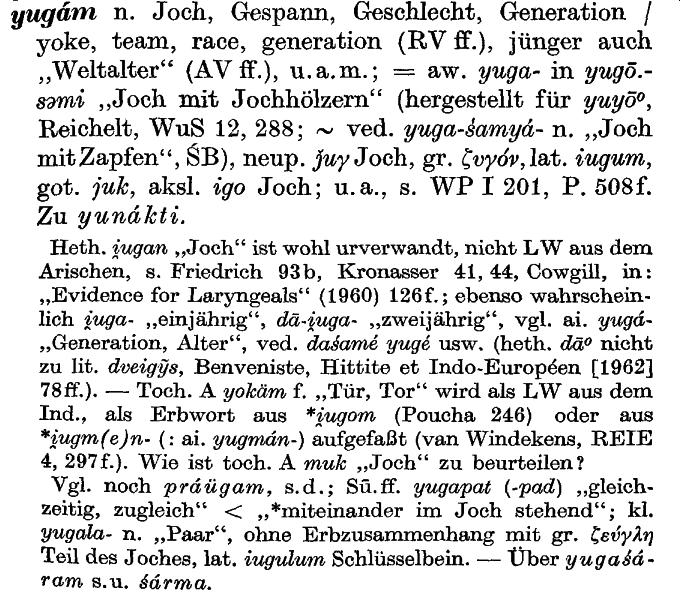 yugám n. Joch, Gespann, Geschlecht, Generation /
yoke, team, race, generation (RV ff.), jünger auch
„Weltalter“ (AV ff.), u. a. m.; = aw. yuga- in yugō.-
səmi „Joch mit Jochhölzern“ (hergestellt für yuyō⁰,
Reichelt, WuS 12, 288; ~ ved. yuga-śamyá- n. „Joch
mit Zapfen“, ŚB), neup. ǰuγ Joch, gr. ζυγόν, lat. iugum,
got. juk, aksl. igo Joch; u. a., s. WP I 201, P. 508f.
Zu yunákti.
Heth. i̯ugan „Joch“ ist wohl urverwandt, nicht LW aus dem
Arischen, s. Friedrich 93b, Kronasser 41, 44, Cowgill, in:
„Evidence for Laryngeals“ (1960) 126f.; ebenso wahrschein-
lich i̯uga- „einjährig“, dā-i̯uga- „zweijährig“, vgl. ai. yugá-
„Generation, Alter“, ved. daśamé yugé usw. (heth. dā⁰ nicht
zu lit. dveigỹs, Benveniste, Hittite et Indo-Européen [1962]
78ff.). — Toch. A yokäm f. „Tür, Tor“ wird als LW aus dem
Ind., als Erbwort aus *i̯ugom (Poucha 246) oder aus
*i̯ugm(e)n- (: ai. yugmán-) aufgefaßt (van Windekens, REIE
4, 297f.). Wie ist toch. A muk „Joch“ zu beurteilen?
Vgl. noch práügam, s.d.; Sū.ff. yugapat (-pad) „gleich-
zeitig, zugleich“ < „*miteinander im Joch stehend“; kl.
yugala- n. „Paar“, ohne Erbzusammenhang mit gr. ζεύγλη
Teil des Joches, lat. iugulum Schlüsselbein. — Über yugaśá-
ram s.u. śárma.